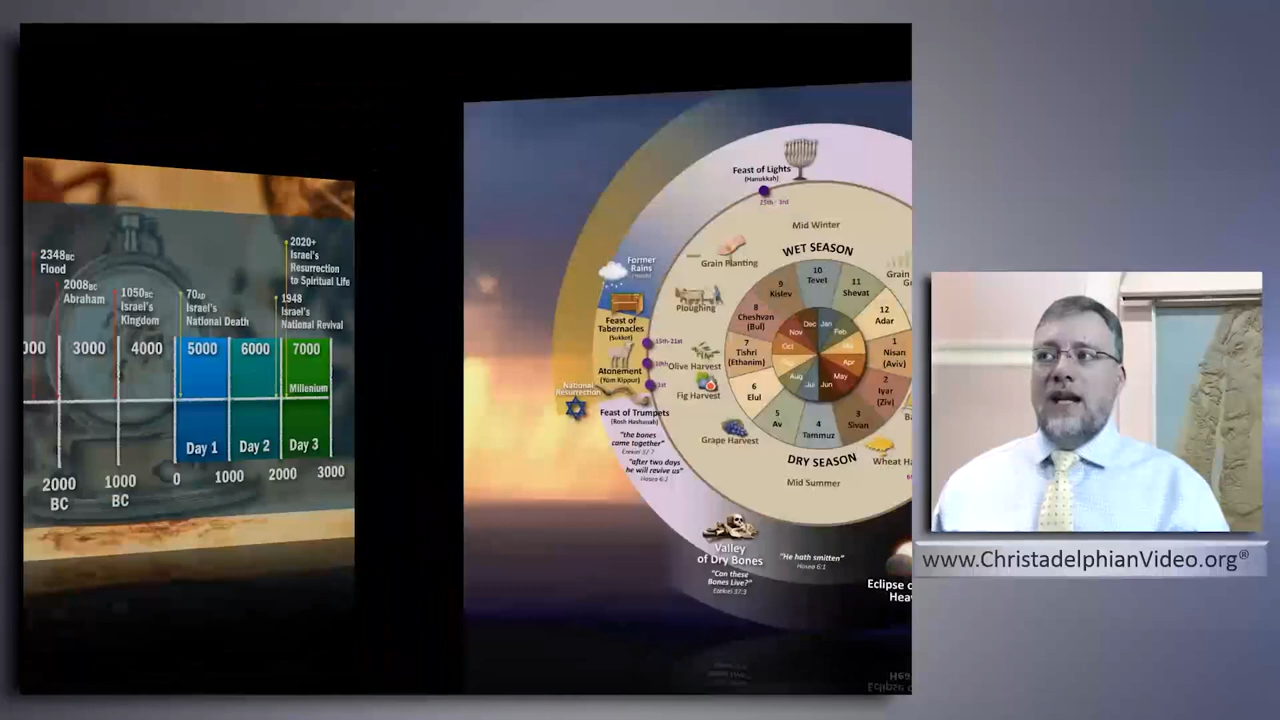 2348BC
Flood
2008BC
Abraham
1050BC
Israel's
Kingdom
70AD
Israel's
National Death
2020+
Israel's
Resurrection
to Spiritual Life
1948
Israel's
National Revival
000
3000
4000
5000
6000
7000
Millenium
Day 1
Day 2
Day 3
2000
BC
1000
BC
0
1000
2000
3000
Feast of Lights
(Hanukkah)
25th - 3rd
Mid Winter
WET SEASON
Grain Planting
Grain
Former
Rains
Ploughing
Feast of
Tabernacles
(Sukkot)
15th-21st
10th
Atonement
(Yom Kippur)
1st
Olive Harvest
Fig Harvest
National
Resurrection
Feast of Trumpets
(Rosh Hashanah)
"the bones
came together"
Ezekiel 37:7
"after two days
he will revive us"
Hosea 6:2
Grape Harvest
10
Tevet
11
Shevat
12
Adar
1
Nisan
(Aviv)
2
Iyar
(Ziv)
3
Sivan
4
Tammuz
5
Av
6
Elul
7
Tishri
(Ethanim)
8
Cheshvan
(Bul)
9
Kislev
Dec
Jan
Feb
Mar
Apr
May
Jun
Jul
Aug
Oct
Nov
DRY SEASON
Mid Summer
Wheat Ha
Ba
Valley
of Dry Bones
"Can these
Bones Live?"
Ezekiel 37:3
"He hath smitten"
Hosea 6:1
Eclipse o
Hea
www.ChristadelphianVideo.org®